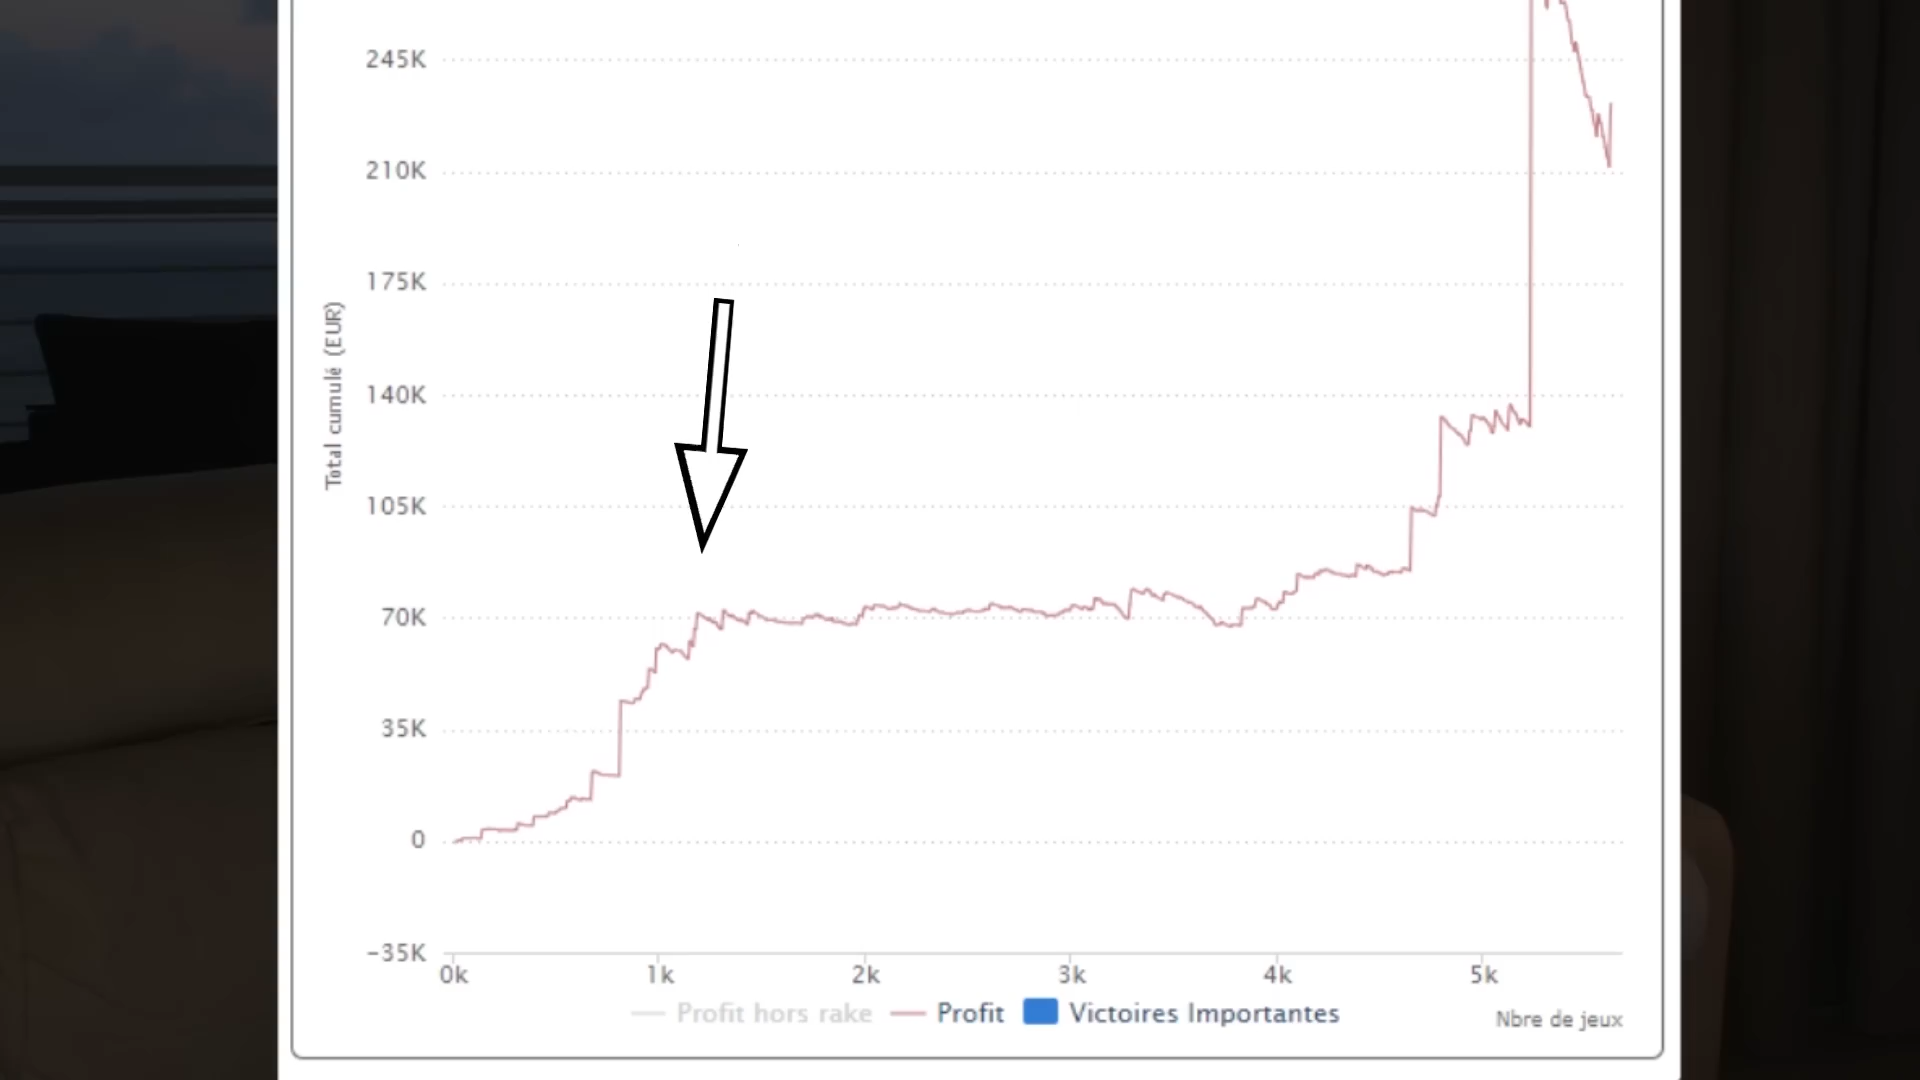 245K
210K
175K
140K
105K
70K
35K
0
-35K
Total cumulé (EUR)
0k 1k 2k 3k 4k 5k
Profit hors rake Profit Victoires Importantes
Nbre de jeux